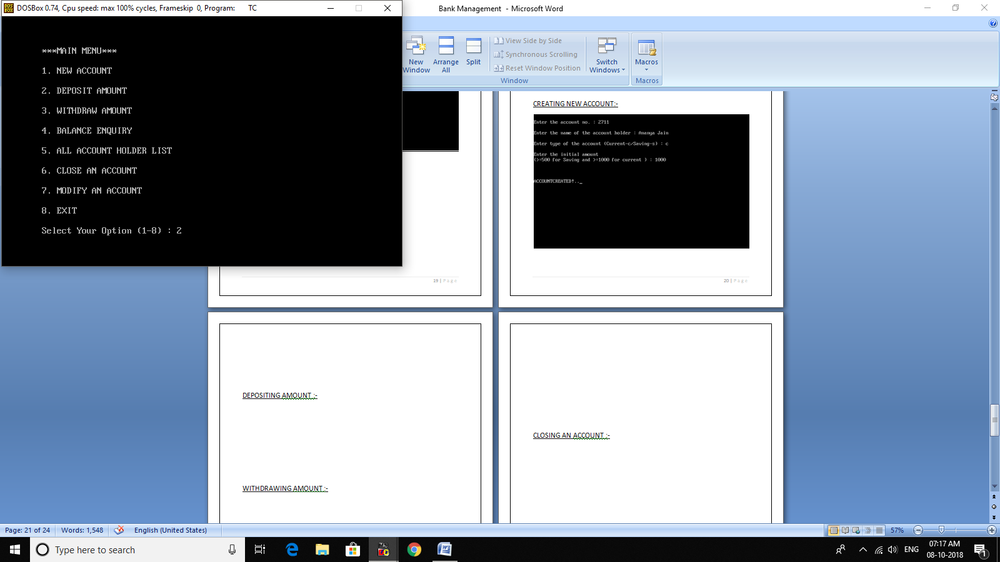 DOSBox 0.74, Cpu speed: max 100% cycles, Frameskip 0, Program: TC
***MAIN MENU***
1. NEW ACCOUNT
2. DEPOSIT AMOUNT
3. WITHDRAW AMOUNT
4. BALANCE ENQUIRY
5. ALL ACCOUNT HOLDER LIST
6. CLOSE AN ACCOUNT
7. MODIFY AN ACCOUNT
8. EXIT
Select Your Option (1-8) : 2
Bank Management - Microsoft Word
New Window
Arrange All
Split
View Side by Side
Synchronous Scrolling
Reset Window Position
Switch Windows
Macros
Window
Macros
CREATING NEW ACCOUNT:-
Enter the account no. : 2711
Enter the name of the account holder : Ananya Jain
Enter type of the account (Current-c/Saving-s) : c
Enter the initial amount
(>=500 for Saving and >=1000 for current ) : 1000
ACCOUNTCREATED!.._
19 | Page
20 | Page
DEPOSITING AMOUNT :-
WITHDRAWING AMOUNT :-
CLOSING AN ACCOUNT :-
Page: 21 of 24
Words: 1,548
English (United States)
57%
Type here to search
ENG
07:17 AM
08-10-2018
1